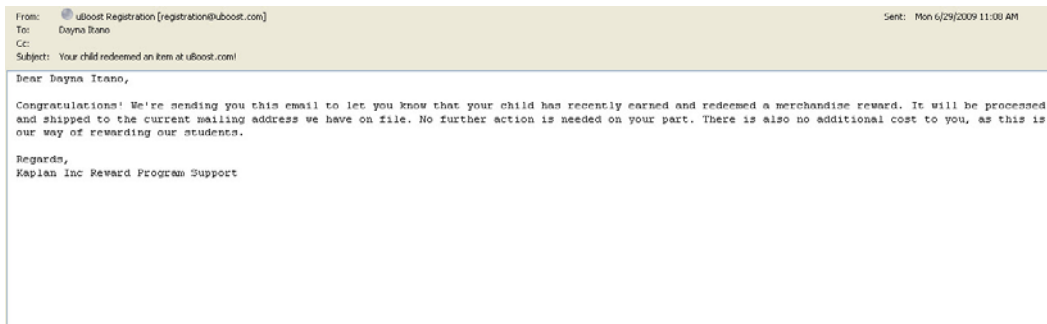 From: uBoost Registration [registration@uboost.com] Sent: Mon 6/29/2009 11:08 AM
To: Dayna Itano
Cc:
Subject: Your child redeemed an item at uBoost.com!
Dear Dayna Itano,
Congratulations! We're sending you this email to let you know that your child has recently earned and redeemed a merchandise reward. It will be processed
and shipped to the current mailing address we have on file. No further action is needed on your part. There is also no additional cost to you, as this is
our way of rewarding our students.
Regards,
Kaplan Inc Reward Program Support